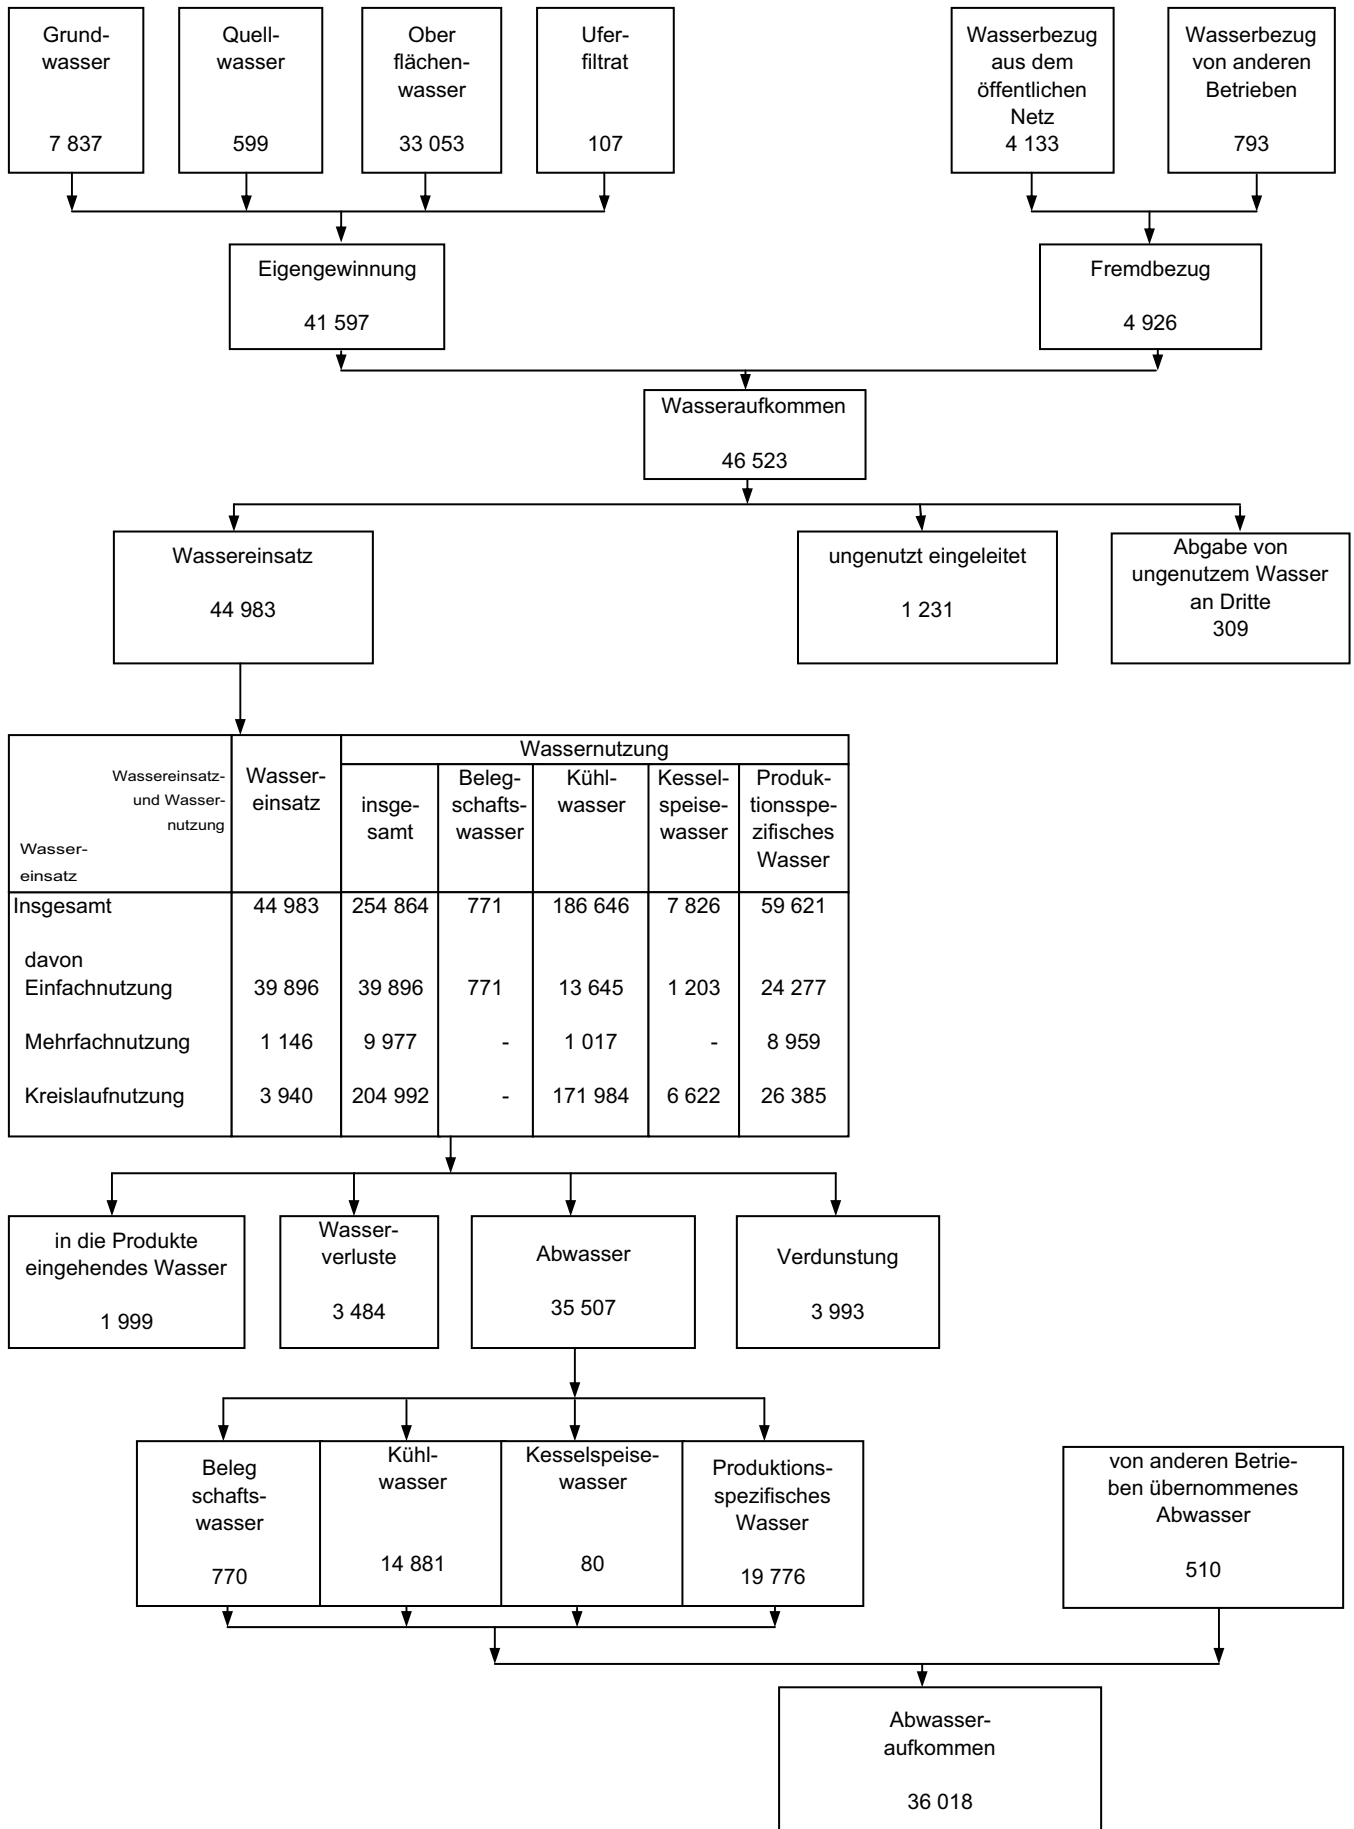 Grund-
wasser
7 837
Quell-
wasser
599
Ober
flächen-
wasser
33 053
Ufer-
filtrat
107
Wasserbezug
aus dem
öffentlichen
Netz
4 133
Wasserbezug
von anderen
Betrieben
793
Eigengewinnung
41 597
Fremdbezug
4 926
Wasseraufkommen
46 523
Wassereinsatz
44 983
ungenutzt eingeleitet
1 231
Abgabe von
ungenutzem Wasser
an Dritte
309
Wassereinsatz-
und Wasser-
nutzung
Wasser-
einsatz
Wasser-
einsatz
Wassernutzung
insge-
samt
Beleg-
schafts-
wasser
Kühl-
wasser
Kessel-
speise-
wasser
Produk-
tionsspe-
zifisches
Wasser
Insgesamt 44 983 254 864 771 186 646 7 826 59 621
davon
Einfachnutzung 39 896 39 896 771 13 645 1 203 24 277
Mehrfachnutzung 1 146 9 977 - 1 017 - 8 959
Kreislaufnutzung 3 940 204 992 - 171 984 6 622 26 385
in die Produkte
eingehendes Wasser
1 999
Wasser-
verluste
3 484
Abwasser
35 507
Verdunstung
3 993
Beleg
schafts-
wasser
770
Kühl-
wasser
14 881
Kesselspeise-
wasser
80
Produktions-
spezifisches
Wasser
19 776
von anderen Betrie-
ben übernommenes
Abwasser
510
Abwasser-
aufkommen
36 018